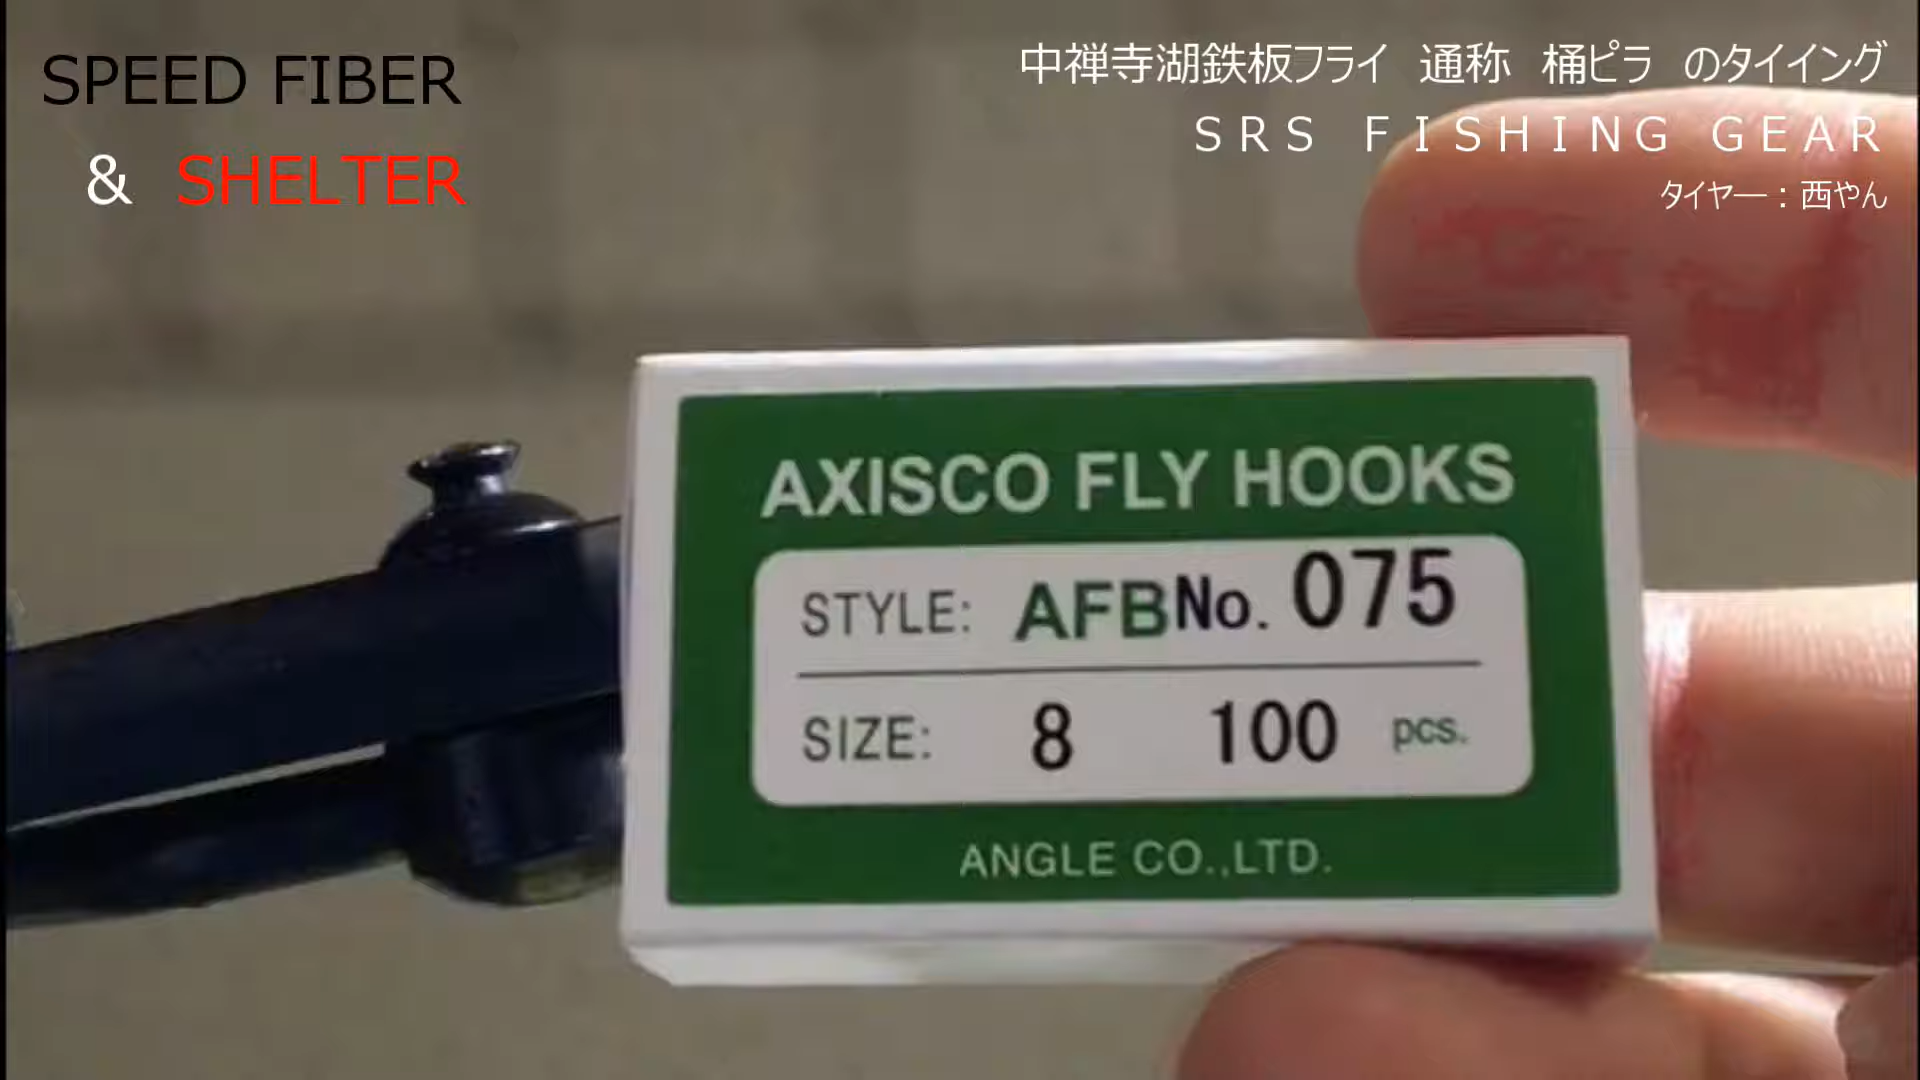 SPEED FIBER
& SHELTER
中禅寺湖鉄板フライ 通称 桶ピラ のタイイング
SRS FISHING GEAR
タイヤ―：西やん
AXISCO FLY HOOKS
STYLE: AFB No. 075
SIZE: 8 100 pcs.
ANGLE CO.,LTD.